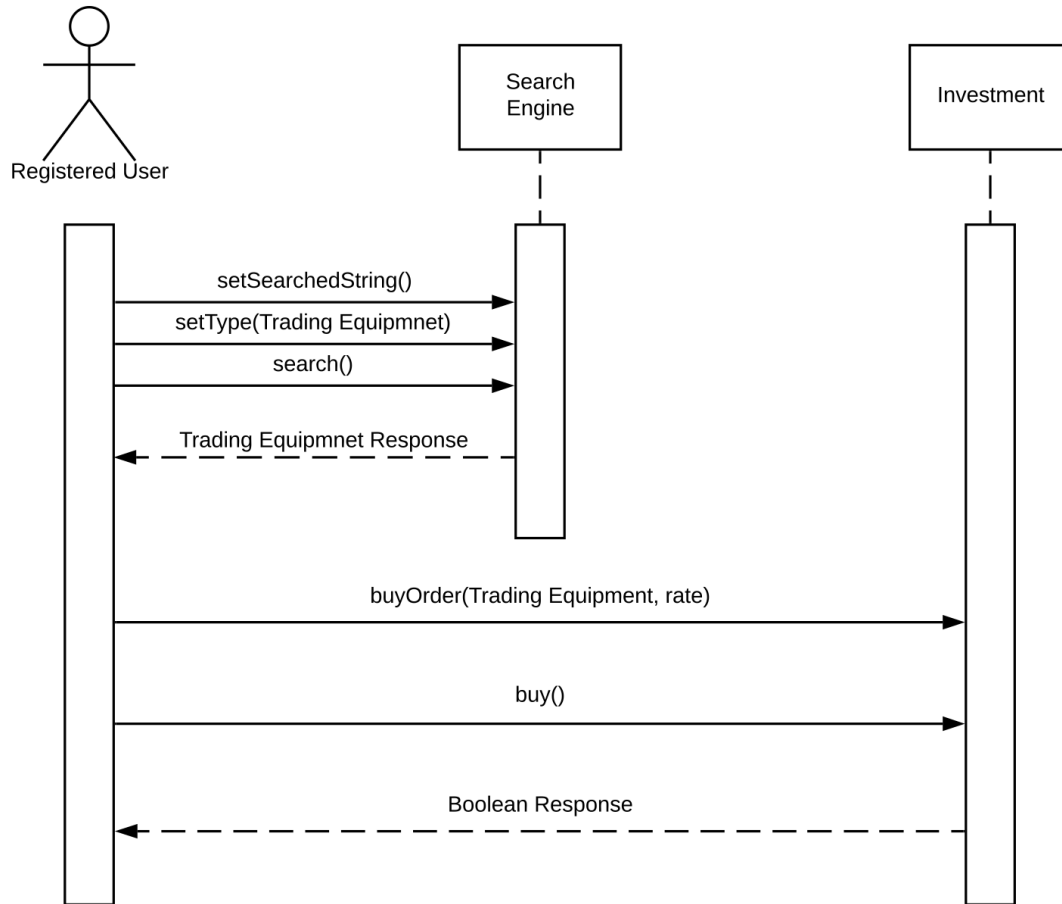 Search
Engine
Investment
Registered User
setSearchedString()
setType(Trading Equipmnet)
search()
Trading Equipmnet Response
buyOrder(Trading Equipment, rate)
buy()
Boolean Response